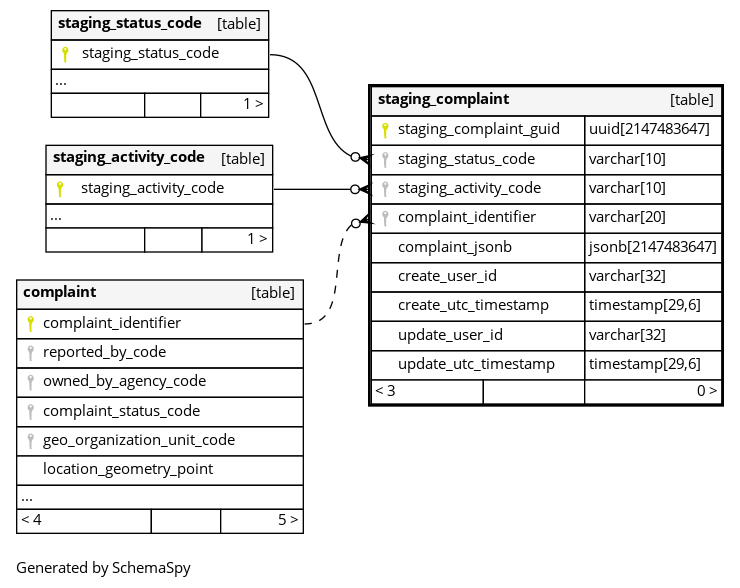 staging_status_code [table]
staging_status_code
...
1 >
staging_activity_code [table]
staging_activity_code
...
1 >
complaint [table]
complaint_identifier
reported_by_code
owned_by_agency_code
complaint_status_code
geo_organization_unit_code
location_geometry_point
...
< 4 5 >
staging_complaint [table]
staging_complaint_guid uuid[2147483647]
staging_status_code varchar[10]
staging_activity_code varchar[10]
complaint_identifier varchar[20]
complaint_jsonb jsonb[2147483647]
create_user_id varchar[32]
create_utc_timestamp timestamp[29,6]
update_user_id varchar[32]
update_utc_timestamp timestamp[29,6]
< 3 0 >
Generated by SchemaSpy